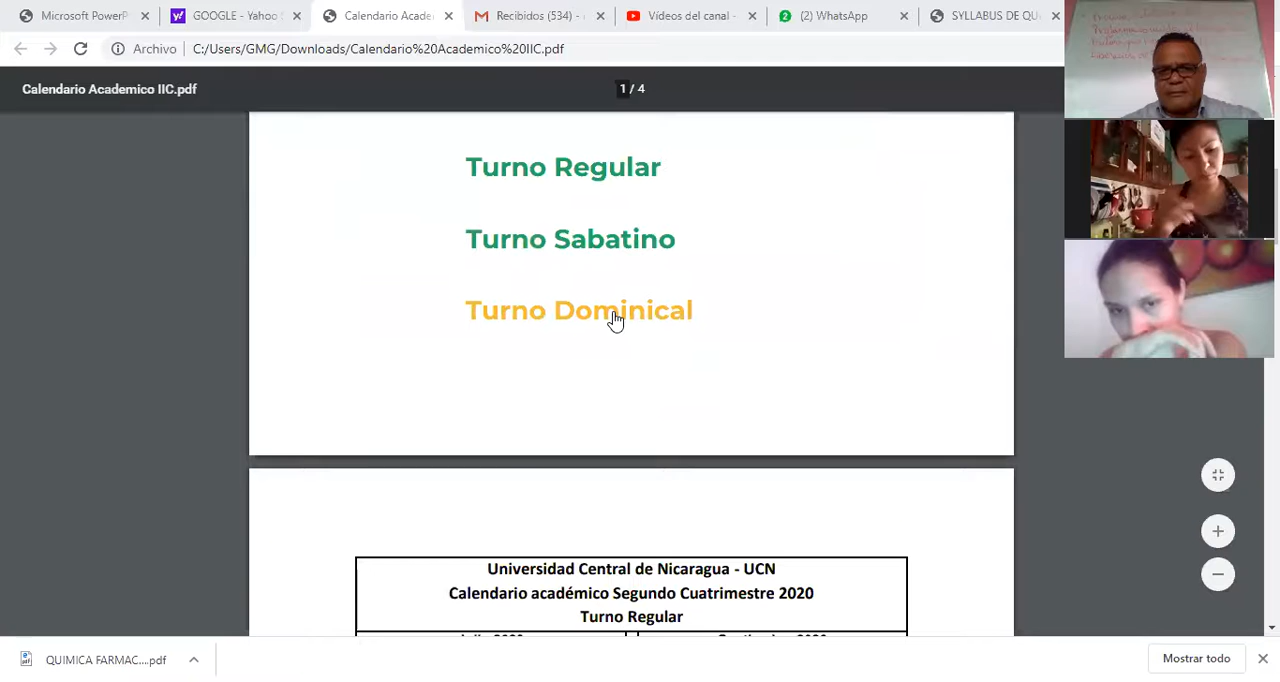 Microsoft PowerP
GOOGLE - Yahoo
Calendario Acade
Recibidos (534) -
Vídeos del canal -
(2) WhatsApp
SYLLABUS DE QU
Archivo
C:/Users/GMG/Downloads/Calendario%20Academico%20IIC.pdf
Calendario Academico IIC.pdf
1 / 4
Turno Regular
Turno Sabatino
Turno Dominical
Universidad Central de Nicaragua - UCN
Calendario académico Segundo Cuatrimestre 2020
Turno Regular
QUIMICA FARMAC....pdf
Mostrar todo